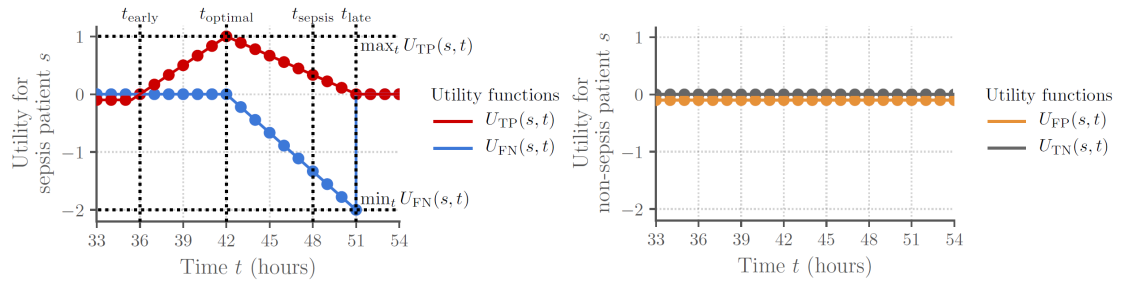 t_early t_optimal t_sepsis t_late
1
0
−1
−2
Utility for
sepsis patient s
max_t U_TP(s, t)
min_t U_FN(s, t)
33 36 39 42 45 48 51 54
Time t (hours)
Utility functions
U_TP(s, t)
U_FN(s, t)
1
0
−1
−2
Utility for
non-sepsis patient s
33 36 39 42 45 48 51 54
Time t (hours)
Utility functions
U_FP(s, t)
U_TN(s, t)